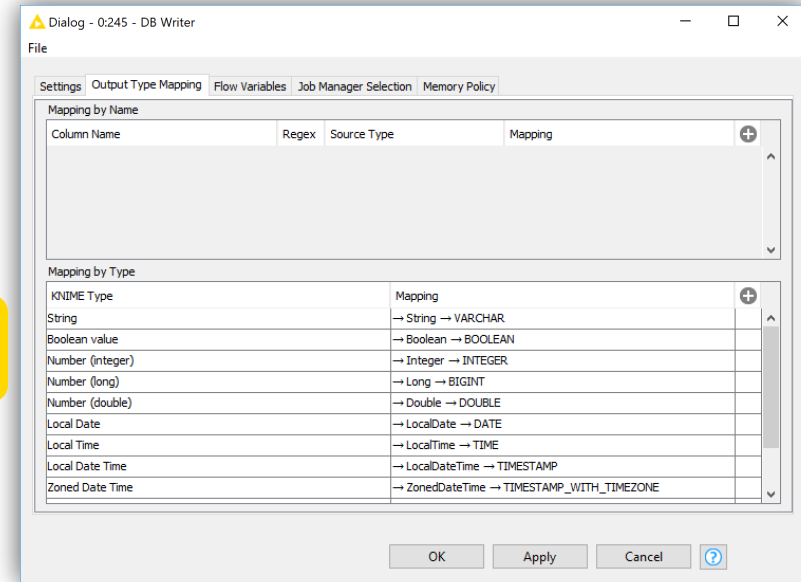 Dialog - 0:245 - DB Writer
File
Settings Output Type Mapping Flow Variables Job Manager Selection Memory Policy
Mapping by Name
Column Name Regex Source Type Mapping
Mapping by Type
KNIME Type Mapping
String → String → VARCHAR
Boolean value → Boolean → BOOLEAN
Number (integer) → Integer → INTEGER
Number (long) → Long → BIGINT
Number (double) → Double → DOUBLE
Local Date → LocalDate → DATE
Local Time → LocalTime → TIME
Local Date Time → LocalDateTime → TIMESTAMP
Zoned Date Time → ZonedDateTime → TIMESTAMP_WITH_TIMEZONE
OK Apply Cancel ?